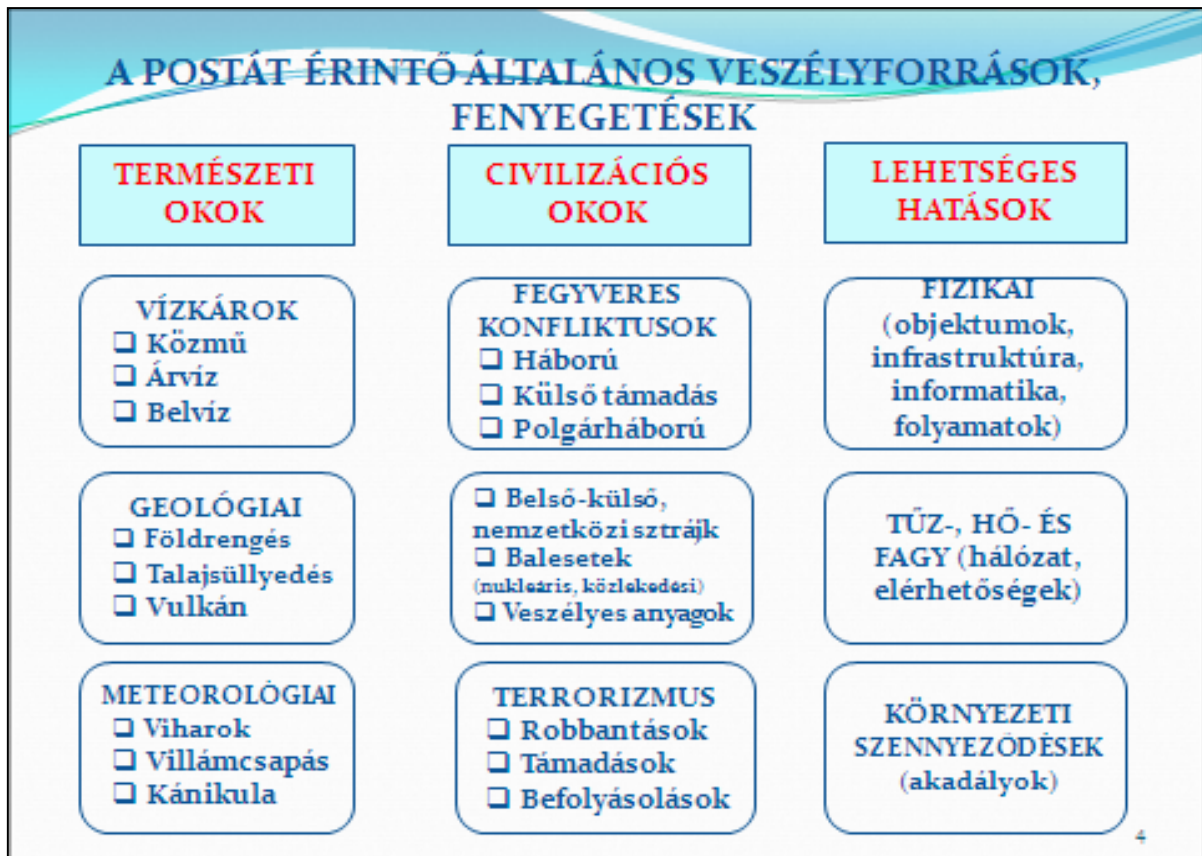 A POSTÁT ÉRINTŐ ÁLTALÁNOS VESZÉLYFORRÁSOK,
FENYEGETÉSEK
TERMÉSZETI
OKOK
VÍZKÁROK
❑ Közmű
❑ Árvíz
❑ Belvíz
GEOLÓGIAI
❑ Földrengés
❑ Talajsüllyedés
❑ Vulkán
METEOROLÓGIAI
❑ Viharok
❑ Villámcsapás
❑ Kánikula
CIVILIZÁCIÓS
OKOK
FEGYVERES
KONFLIKTUSOK
❑ Háború
❑ Külső támadás
❑ Polgárháború
❑ Belső-külső,
nemzetközi sztrájk
❑ Balesetek
(nukleáris, közlekedési)
❑ Veszélyes anyagok
TERRORIZMUS
❑ Robbantások
❑ Támadások
❑ Befolyásolások
LEHETSÉGES
HATÁSOK
FIZIKAI
(objektumok,
infrastruktúra,
informatika,
folyamatok)
TŰZ-, HŐ- ÉS
FAGY (hálózat,
elérhetőségek)
KÖRNYEZETI
SZENNYEZŐDÉSEK
(akadályok)
4